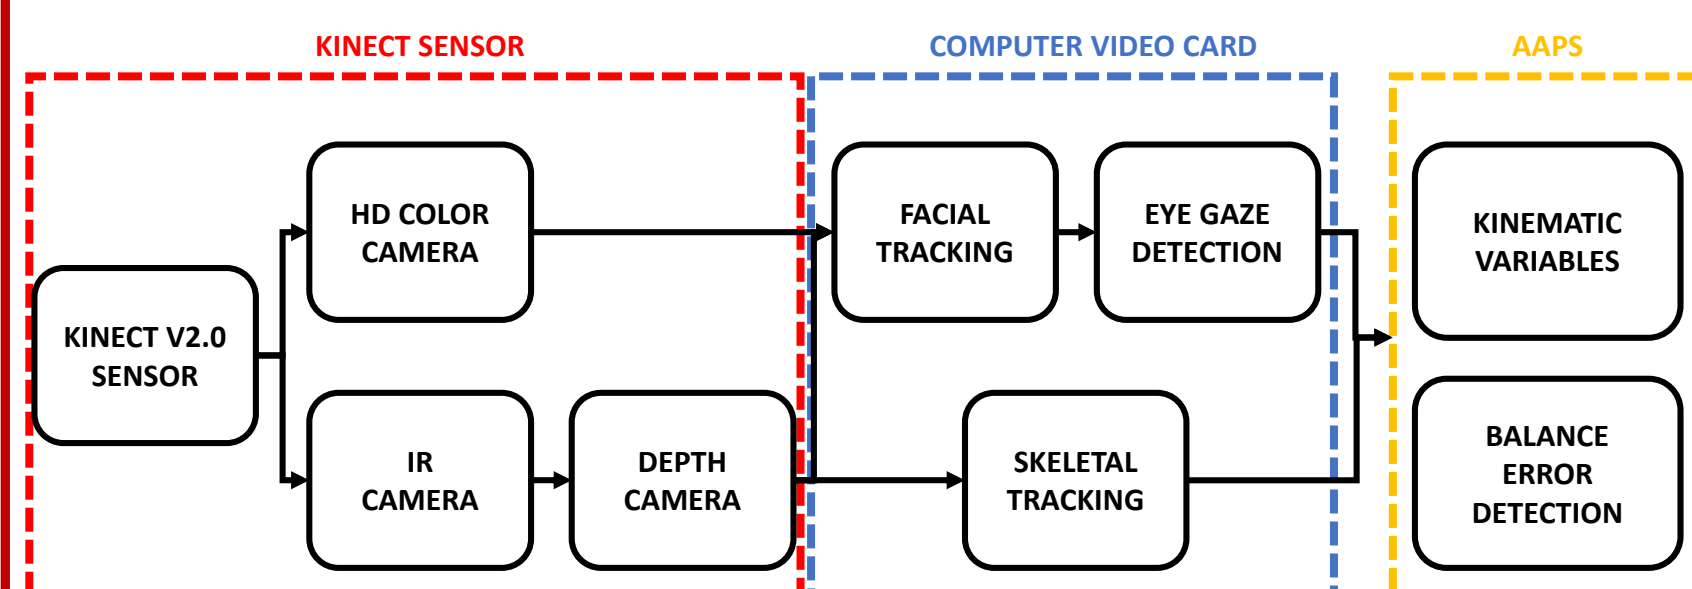 KINECT SENSOR
COMPUTER VIDEO CARD
AAPS
KINECT V2.0
SENSOR
HD COLOR
CAMERA
IR
CAMERA
DEPTH
CAMERA
FACIAL
TRACKING
EYE GAZE
DETECTION
SKELETAL
TRACKING
KINEMATIC
VARIABLES
BALANCE
ERROR
DETECTION